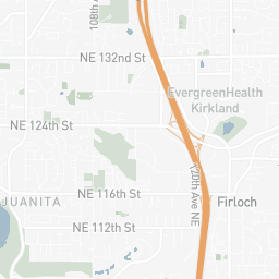 108th A
NE 132nd St
EvergreenHealth
Kirkland
NE 124th St
120th Ave NE
JUANITA
NE 116th St
Firloch
NE 112th St